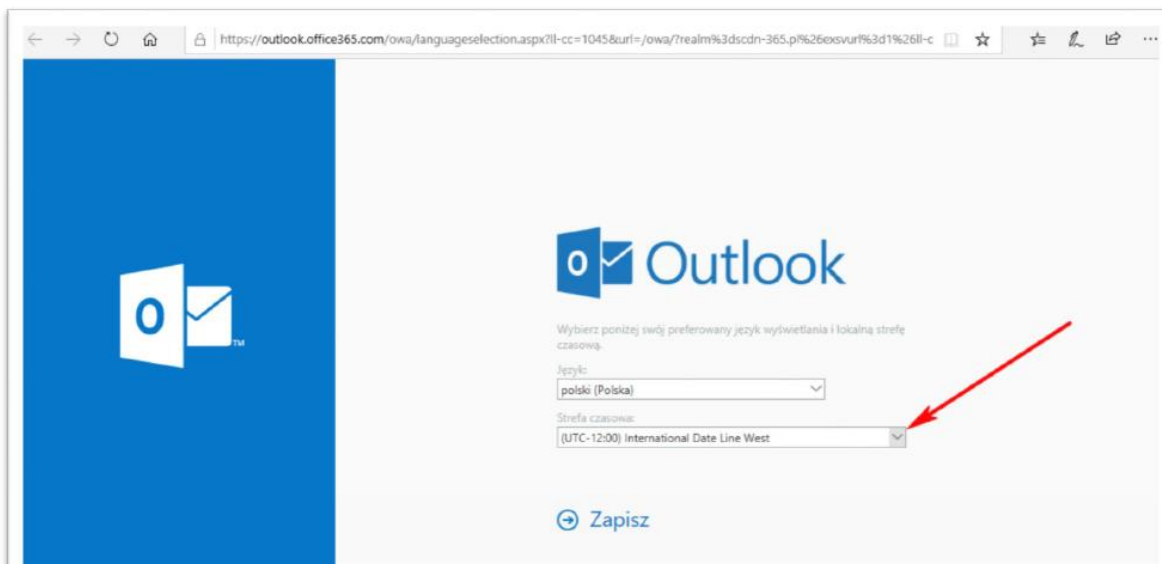 https://outlook.office365.com/owa/languageselection.aspx?ll-cc=1045&url=/owa/?realm%3dscdn-365.pl%26exsvurl%3d1%26ll-c
Outlook
Wybierz poniżej swój preferowany język wyświetlania i lokalną strefę
czasową.
Język:
polski (Polska)
Strefa czasowa:
(UTC-12:00) International Date Line West
Zapisz
O
TM